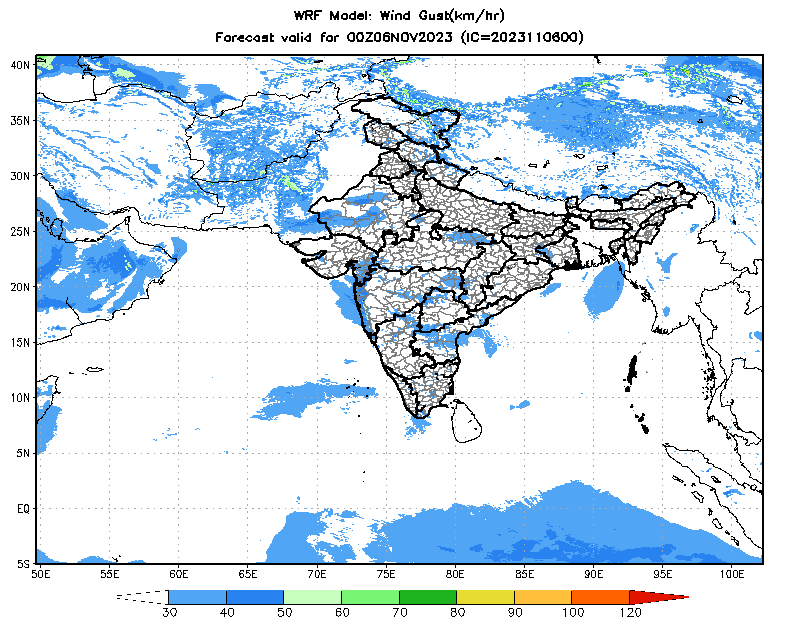 WRF Model: Wind Gust(km/hr)
Forecast valid for 00Z06NOV2023 (IC=2023110600)
40N
35N
30N
25N
20N
15N
10N
5N
EQ
5S
50E 55E 60E 65E 70E 75E 80E 85E 90E 95E 100E
30 40 50 60 70 80 90 100 120